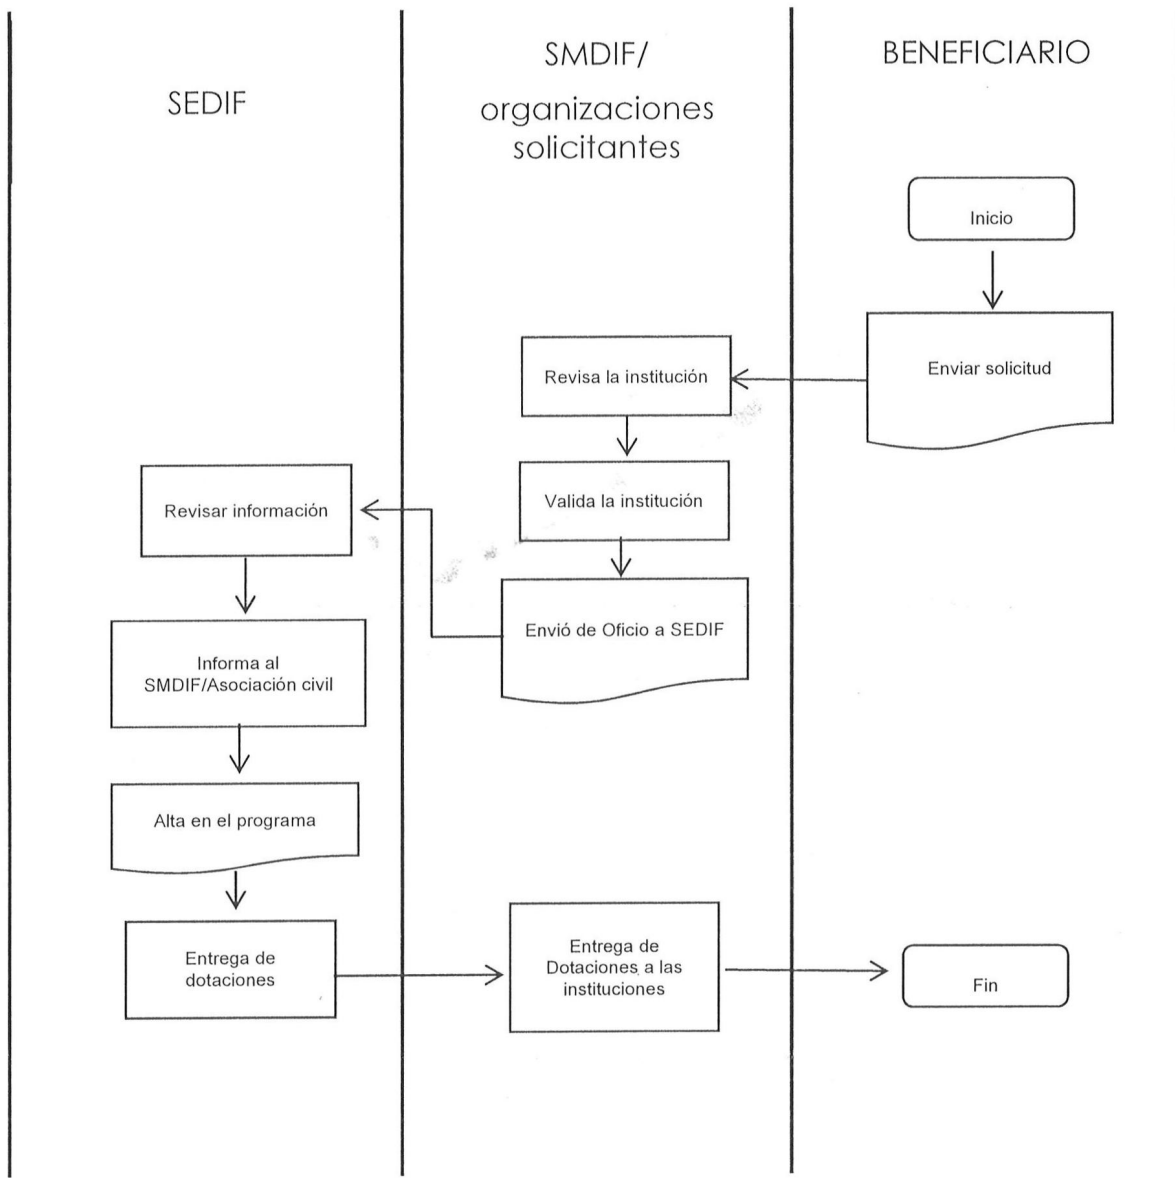 SEDIF
SMDIF/
organizaciones
solicitantes
BENEFICIARIO
Inicio
Enviar solicitud
Revisa la institución
Valida la institución
Envió de Oficio a SEDIF
Revisar información
Informa al
SMDIF/Asociación civil
Alta en el programa
Entrega de
dotaciones
Entrega de
Dotaciones a las
instituciones
Fin